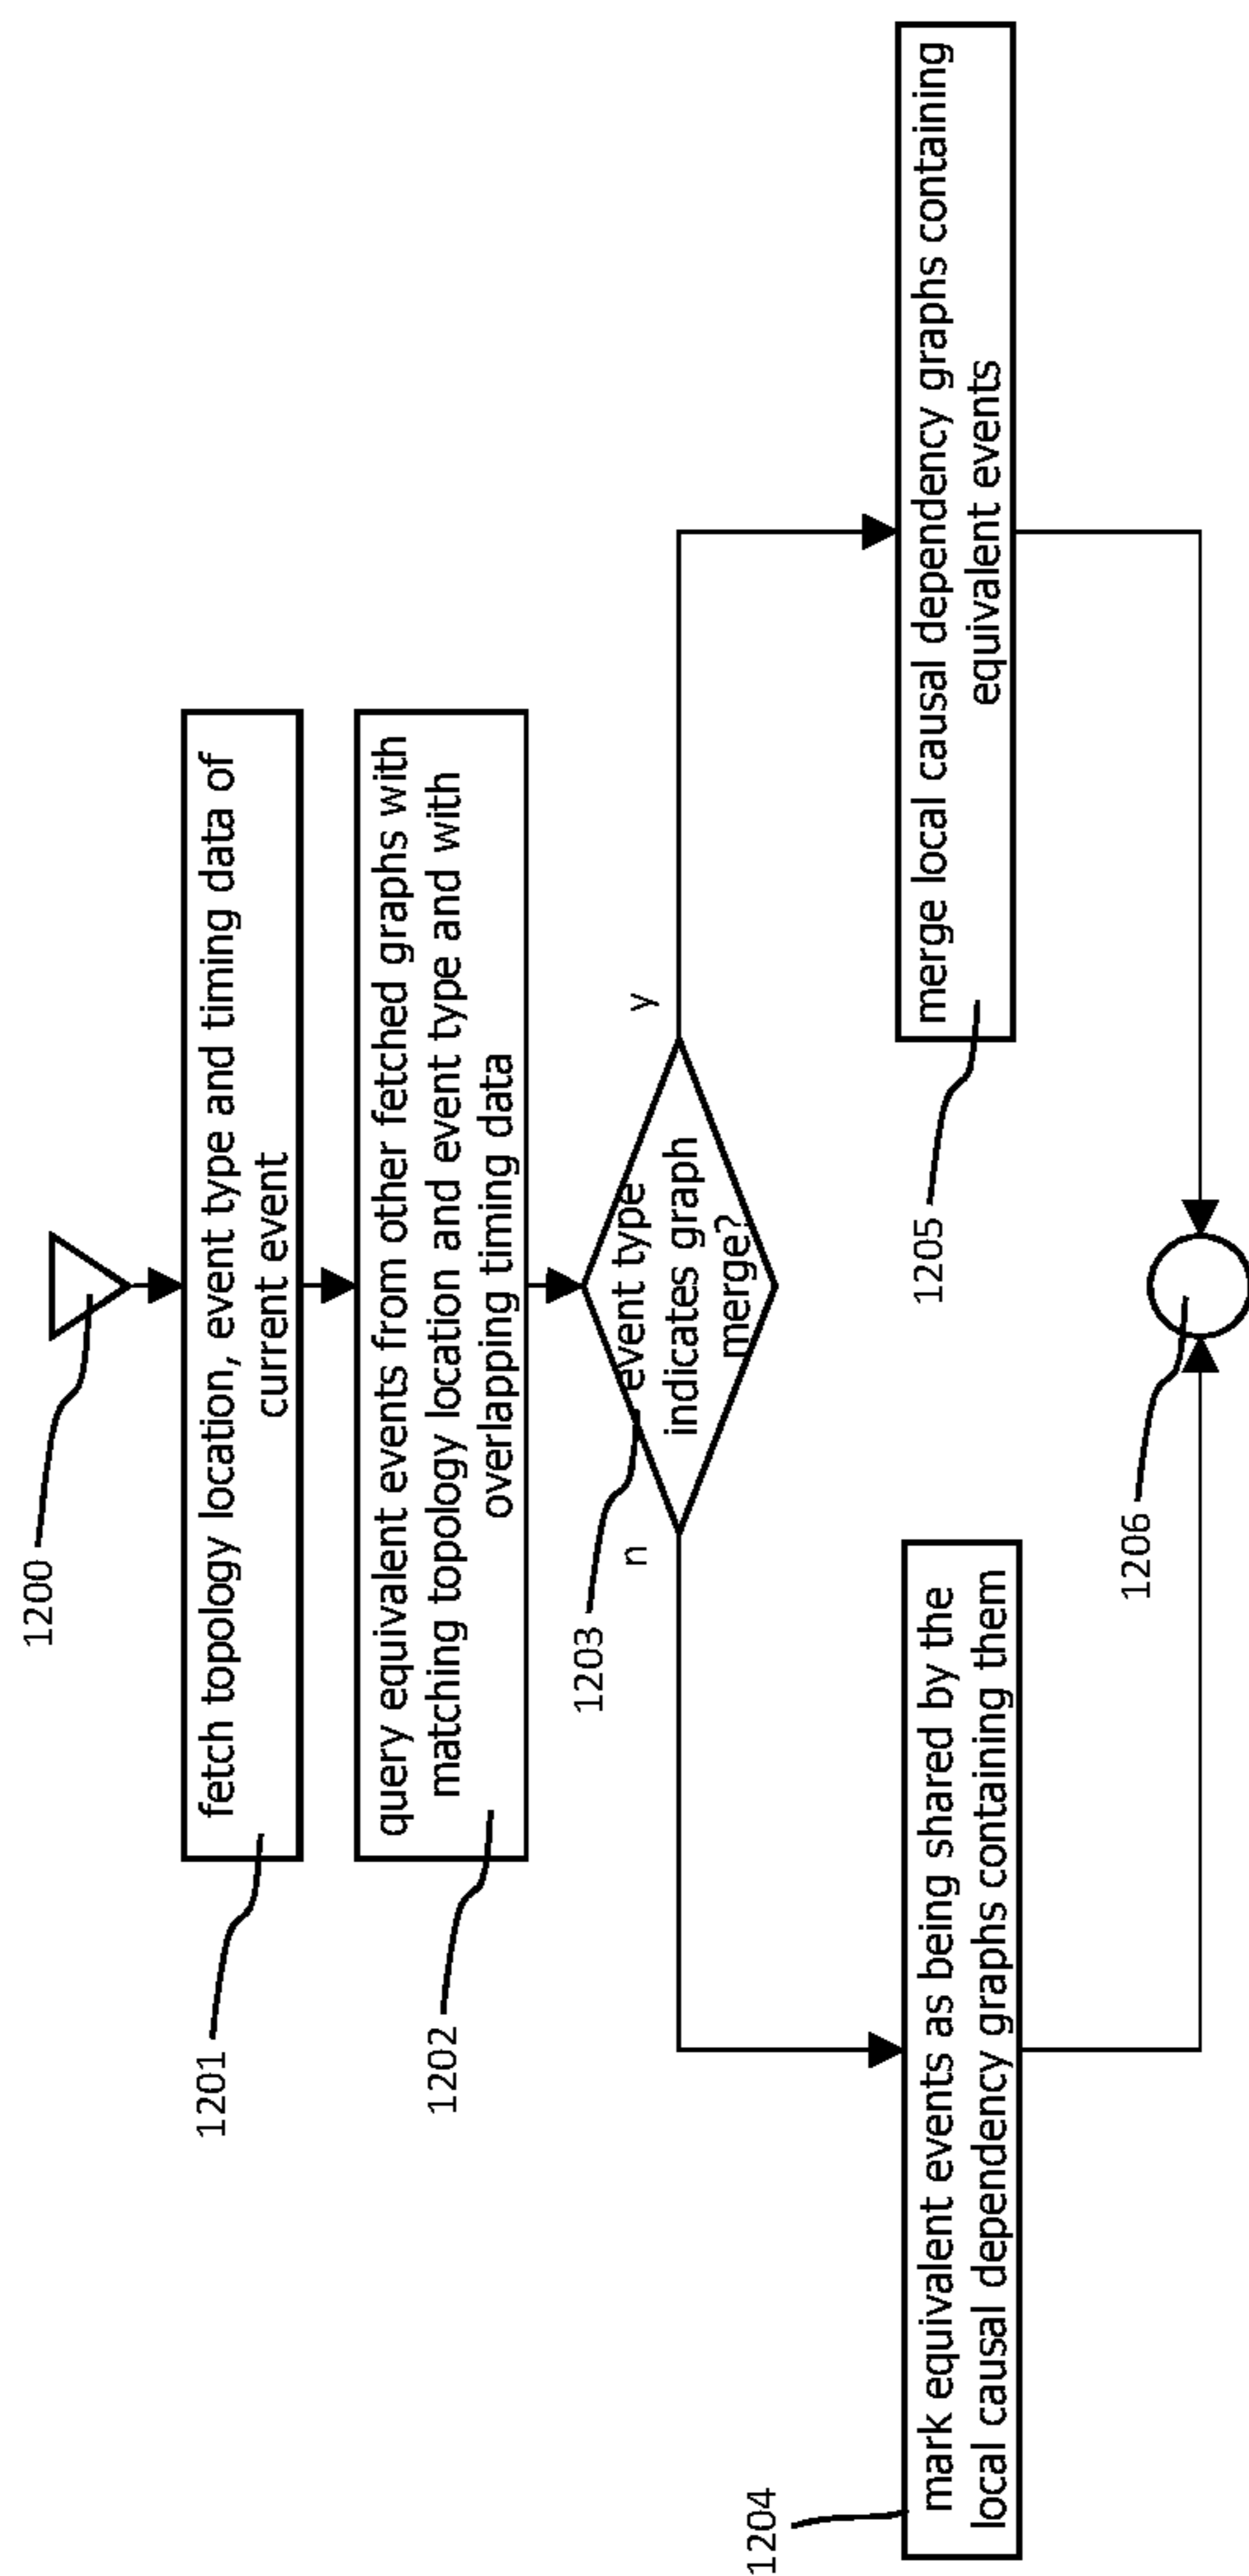 1200
1201
fetch topology location, event type and timing data of
current event
1202
query equivalent events from other fetched graphs with
matching topology location and event type and with
overlapping timing data
1203
event type
indicates graph
merge?
n
y
1204
mark equivalent events as being shared by the
local causal dependency graphs containing them
1205
merge local causal dependency graphs containing
equivalent events
1206